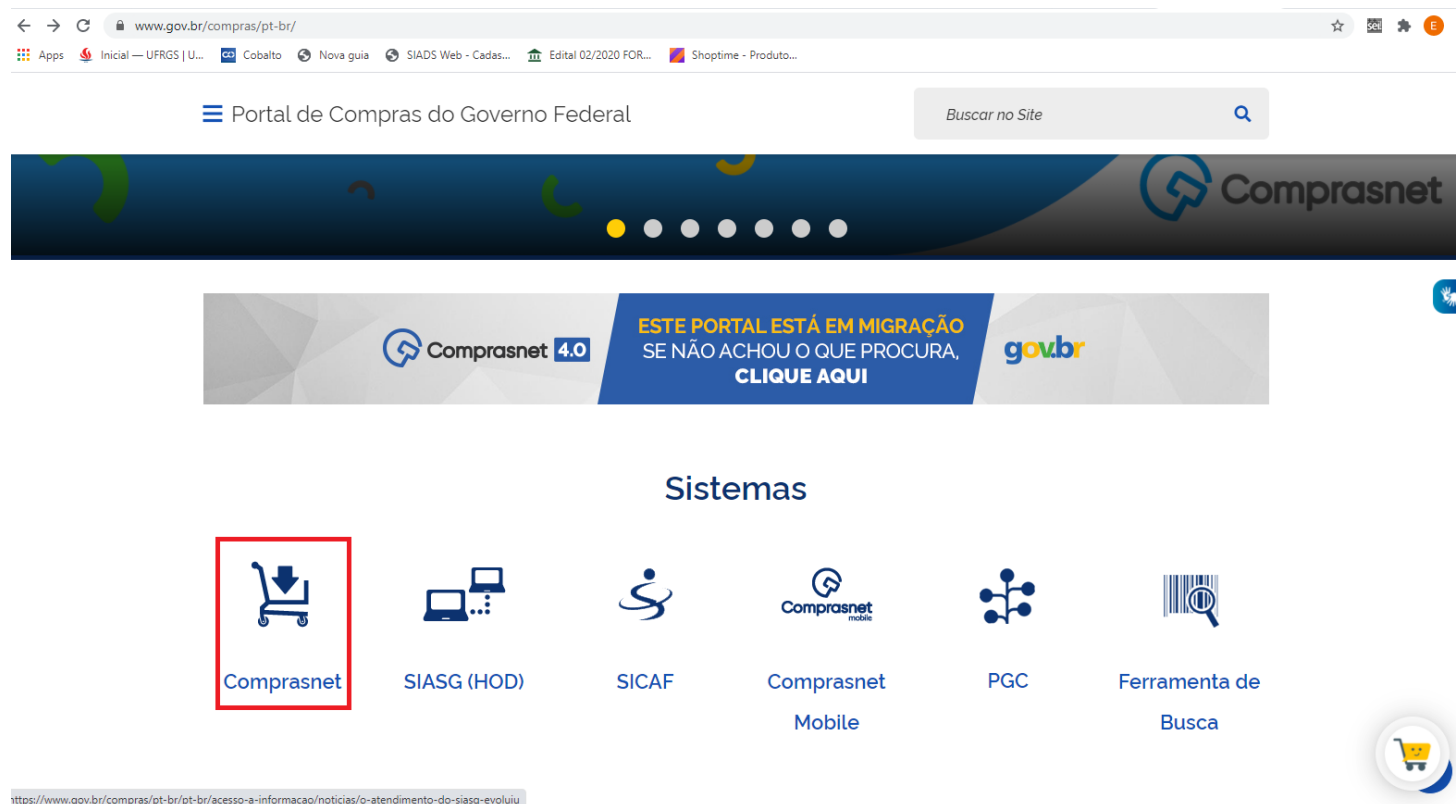 www.gov.br/compras/pt-br/
sei!
E
Apps
Inicial — UFRGS | U...
Cobalto
Nova guia
SIADS Web - Cadas...
Edital 02/2020 FOR...
Shoptime - Produto...
Portal de Compras do Governo Federal
Buscar no Site
Comprasnet
Comprasnet 4.0
ESTE PORTAL ESTÁ EM MIGRAÇÃO
SE NÃO ACHOU O QUE PROCURA,
CLIQUE AQUI
gov.br
Sistemas
Comprasnet
mobile
Comprasnet
SIASG (HOD)
SICAF
Comprasnet
Mobile
PGC
Ferramenta de
Busca
https://www.gov.br/compras/pt-br/pt-br/acesso-a-informacao/noticias/o-atendimento-do-siasg-evoluiu